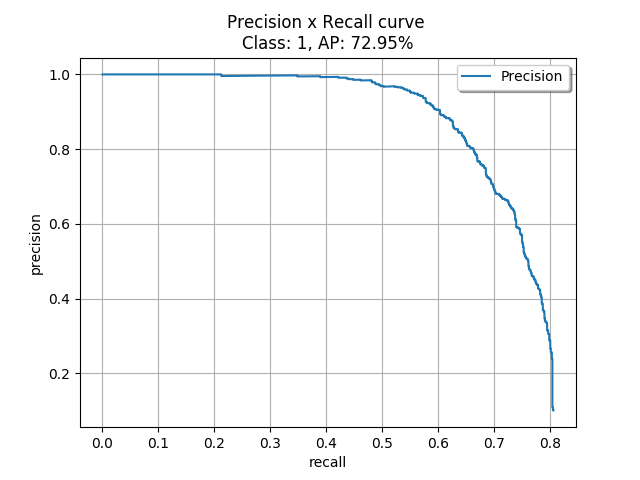 Precision x Recall curve
Class: 1, AP: 72.95%
Precision
precision
1.0
0.8
0.6
0.4
0.2
0.0 0.1 0.2 0.3 0.4 0.5 0.6 0.7 0.8
recall